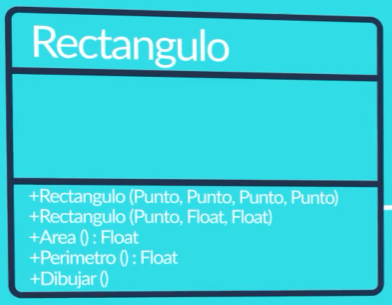 Rectangulo
+Rectangulo (Punto, Punto, Punto, Punto)
+Rectangulo (Punto, Float, Float)
+Area () : Float
+Perimetro () : Float
+Dibujar ()